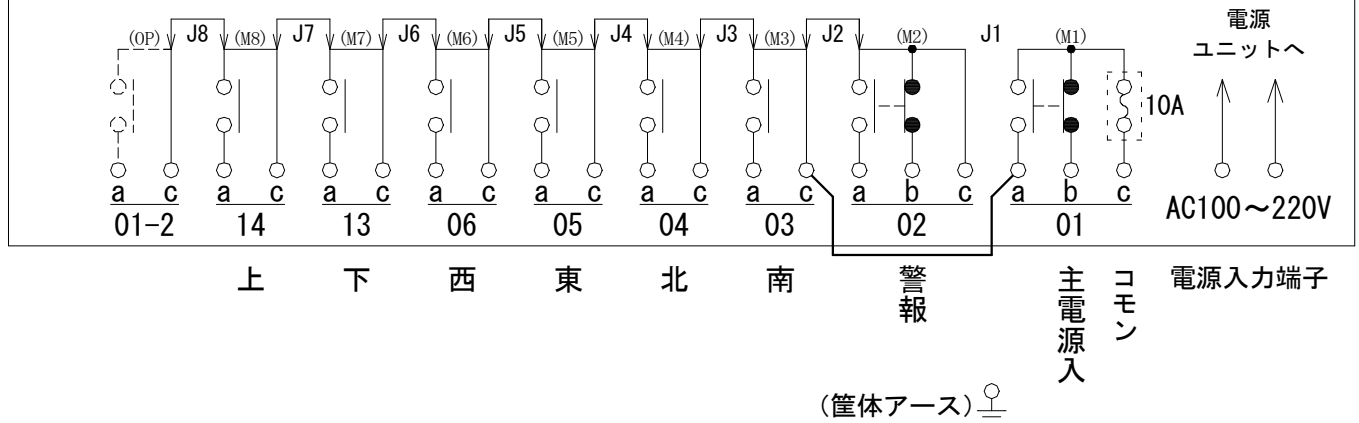 電源
ユニットへ
(OP) J8 (M8) J7 (M7) J6 (M6) J5 (M5) J4 (M4) J3 (M3) J2 (M2) J1 (M1)
10A
a c a c a c a c a c a c a c a b c a b c
01-2 14 13 06 05 04 03 02 01 AC100～220V
上 下 西 東 北 南 警報 主電源入 コモン 電源入力端子
(筐体アース)